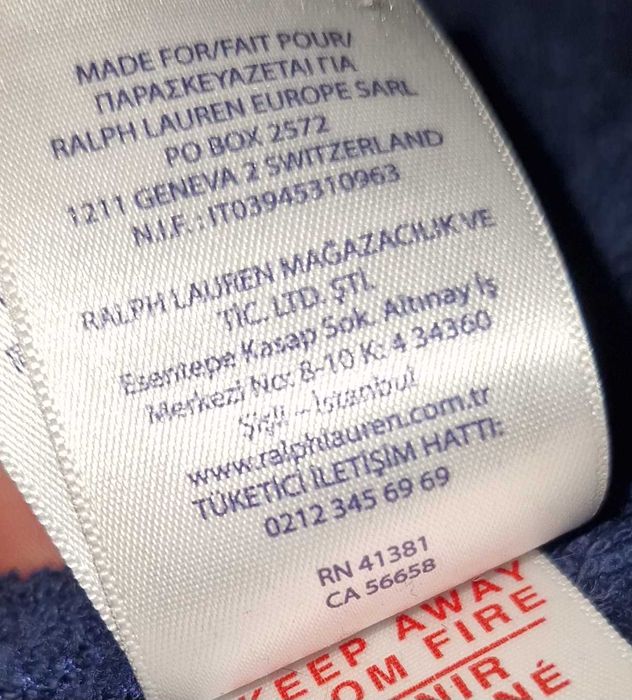 MADE FOR/FAIT POUR/
ΠΑΡΑΣΚΕΥΑΖΕΤΑΙ ΓΙΑ
RALPH LAUREN EUROPE SARL
PO BOX 2572
1211 GENEVA 2 SWITZERLAND
N.I.F. : IT03945310963
RALPH LAUREN MAĞAZACILIK VE
TİC. LTD. ŞTİ.
Esentepe Kasap Sok. Altınay İş
Merkezi No: 8-10 K: 4 34360
Şişli – İstanbul
www.ralphlauren.com.tr
TÜKETİCİ İLETİŞİM HATTI:
0212 345 69 69
RN 41381
CA 56658
KEEP AWAY
OM FIRE